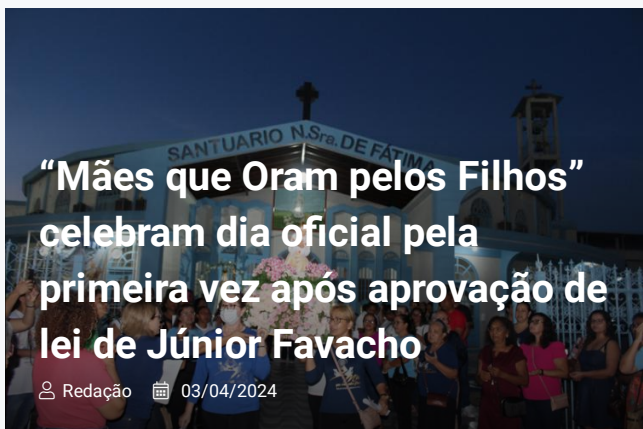 SANTUARIO N.Sra. DE FÁTIMA
“Mães que Oram pelos Filhos”
celebram dia oficial pela
primeira vez após aprovação de
lei de Júnior Favacho
Redação 03/04/2024